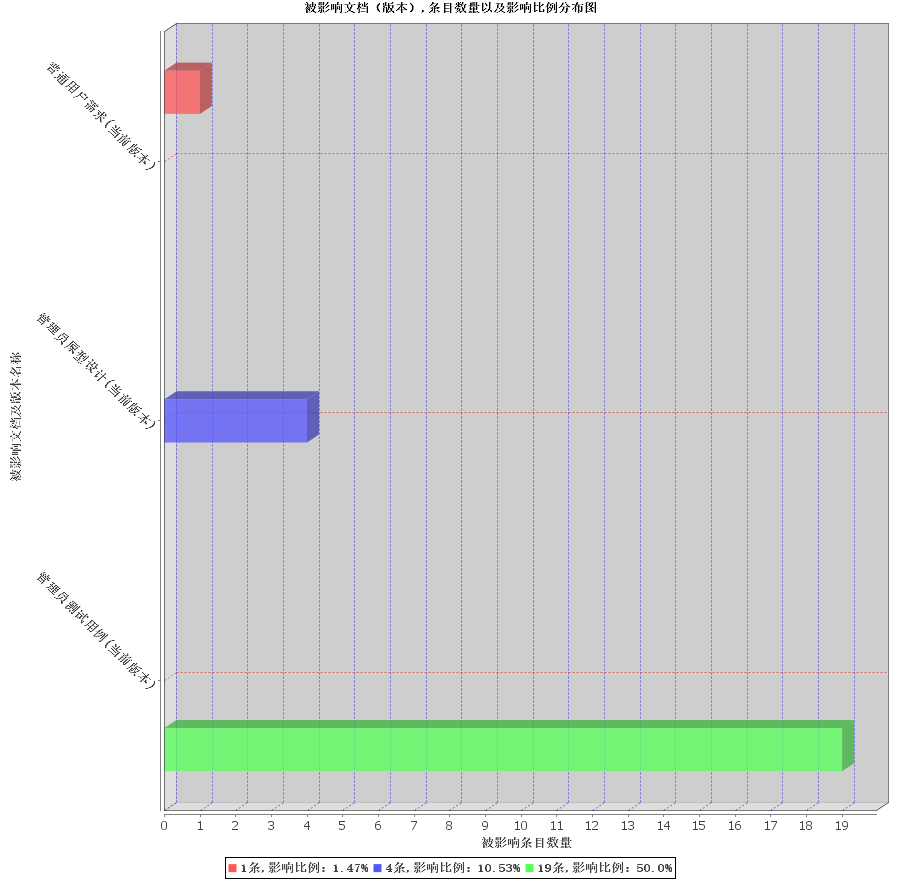 被影响文档（版本）,条目数量以及影响比例分布图
普通用户需求(当前版本)
管理员原型设计(当前版本)
管理员测试用例(当前版本)
被影响文档及版本名称
0 1 2 3 4 5 6 7 8 9 10 11 12 13 14 15 16 17 18 19
被影响条目数量
1条,影响比例: 1.47% 4条,影响比例: 10.53% 19条,影响比例: 50.0%